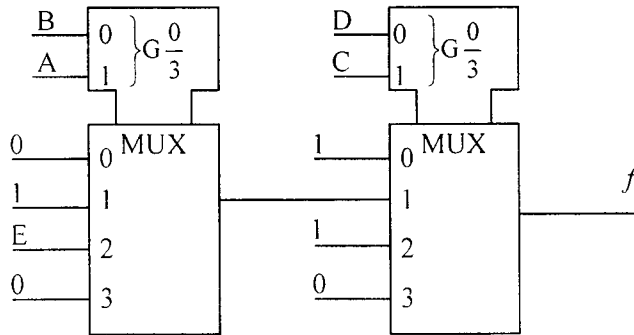 B 0 } G 0/3 D 0 } G 0/3
A 1 C 1
MUX MUX
0 0 1 0
1 1 1 f
E 2 1 2
0 3 0 3